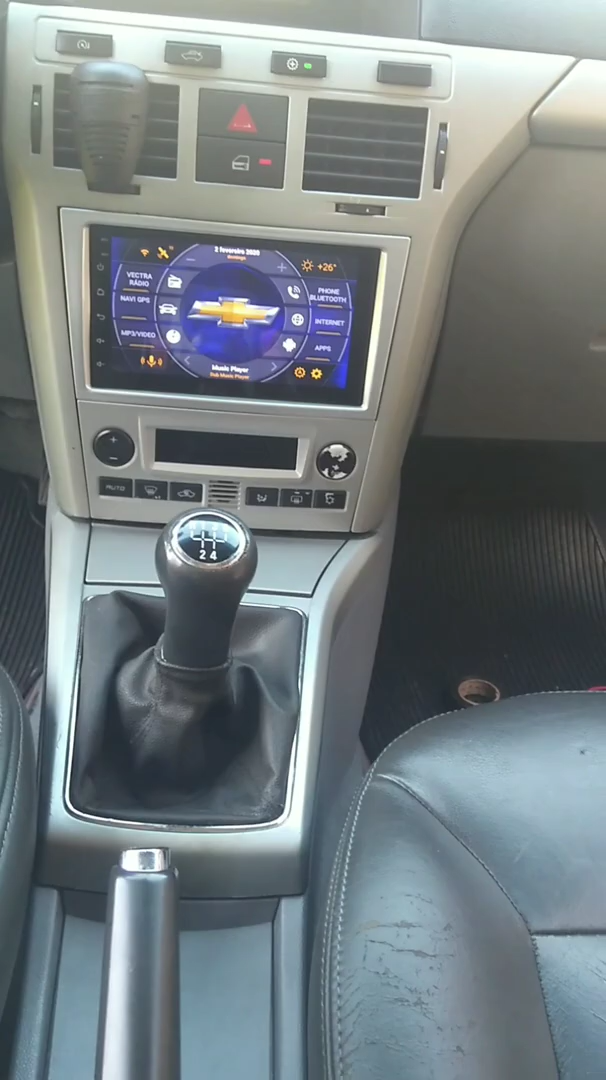 2 fevereiro 2020
domingo
+26°
VECTRA
RÁDIO
PHONE
BLUETOOTH
NAVI GPS
INTERNET
MP3/VIDEO
APPS
Music Player
AUTO
2 4